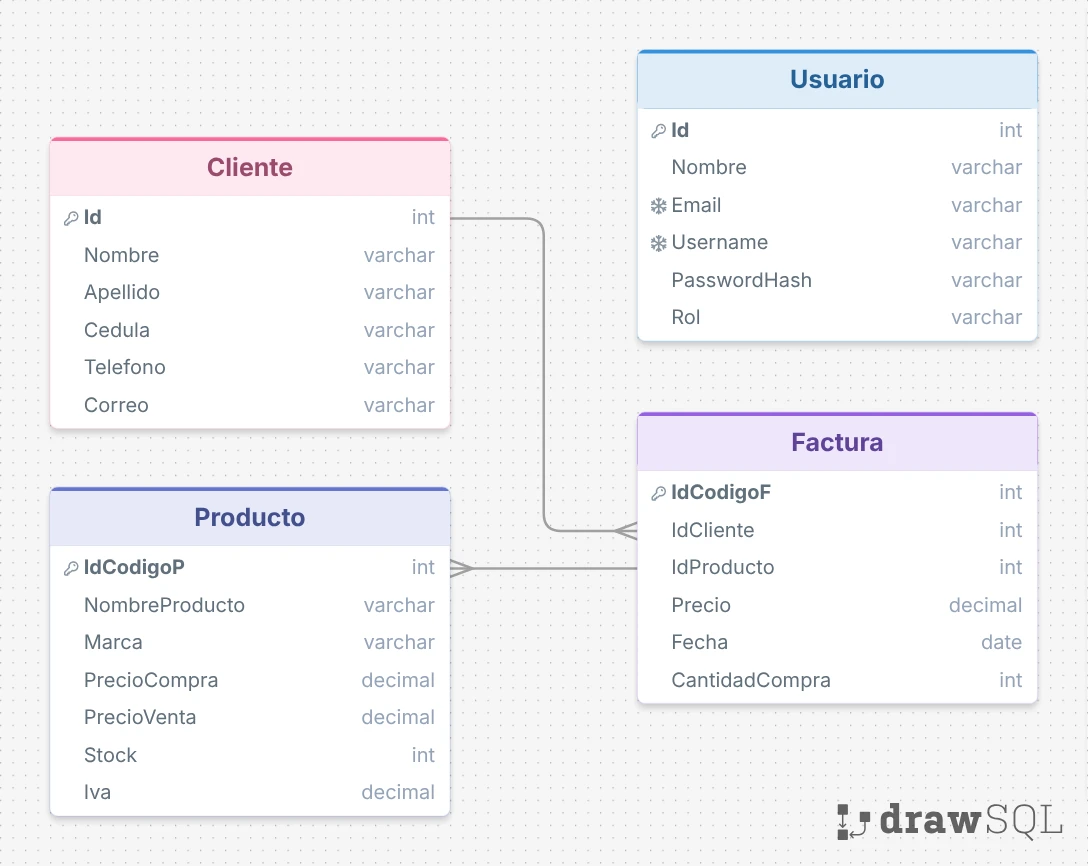 Cliente
Id int
Nombre varchar
Apellido varchar
Cedula varchar
Telefono varchar
Correo varchar
Producto
IdCodigoP int
NombreProducto varchar
Marca varchar
PrecioCompra decimal
PrecioVenta decimal
Stock int
Iva decimal
Usuario
Id int
Nombre varchar
Email varchar
Username varchar
PasswordHash varchar
Rol varchar
Factura
IdCodigoF int
IdCliente int
IdProducto int
Precio decimal
Fecha date
CantidadCompra int
drawSQL